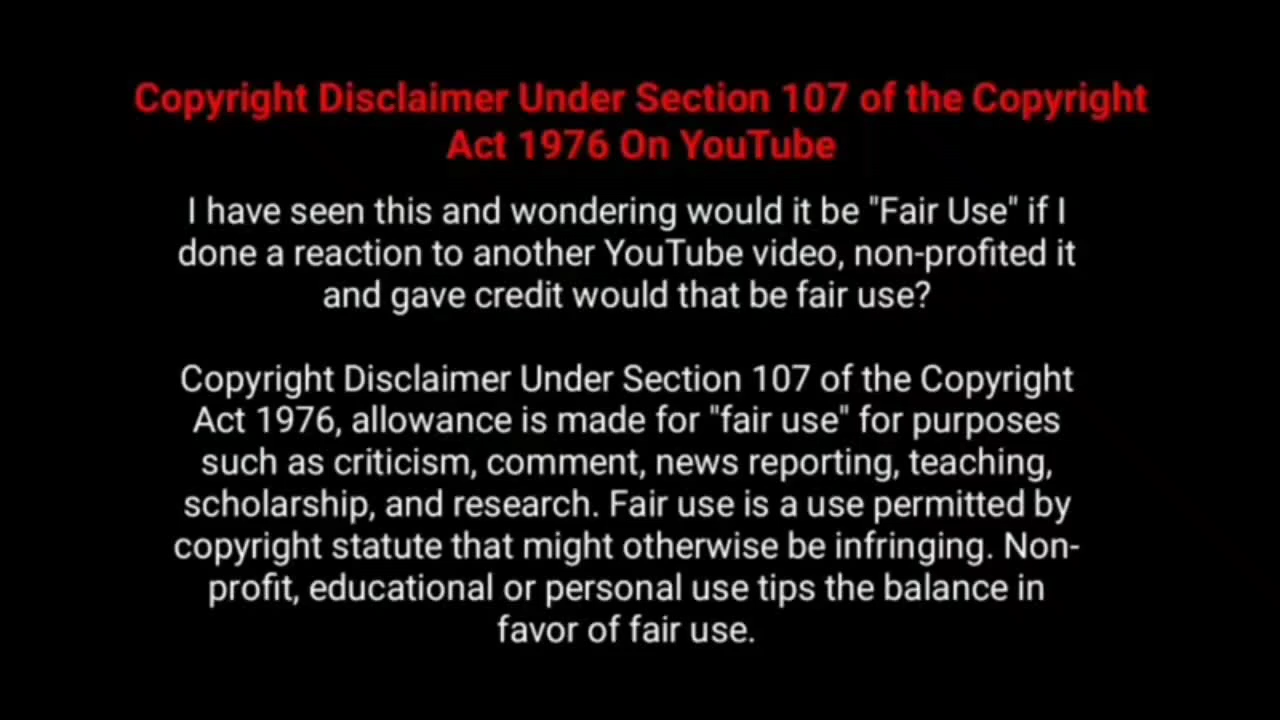 Copyright Disclaimer Under Section 107 of the Copyright
Act 1976 On YouTube
I have seen this and wondering would it be "Fair Use" if I
done a reaction to another YouTube video, non-profited it
and gave credit would that be fair use?
Copyright Disclaimer Under Section 107 of the Copyright
Act 1976, allowance is made for "fair use" for purposes
such as criticism, comment, news reporting, teaching,
scholarship, and research. Fair use is a use permitted by
copyright statute that might otherwise be infringing. Non-
profit, educational or personal use tips the balance in
favor of fair use.